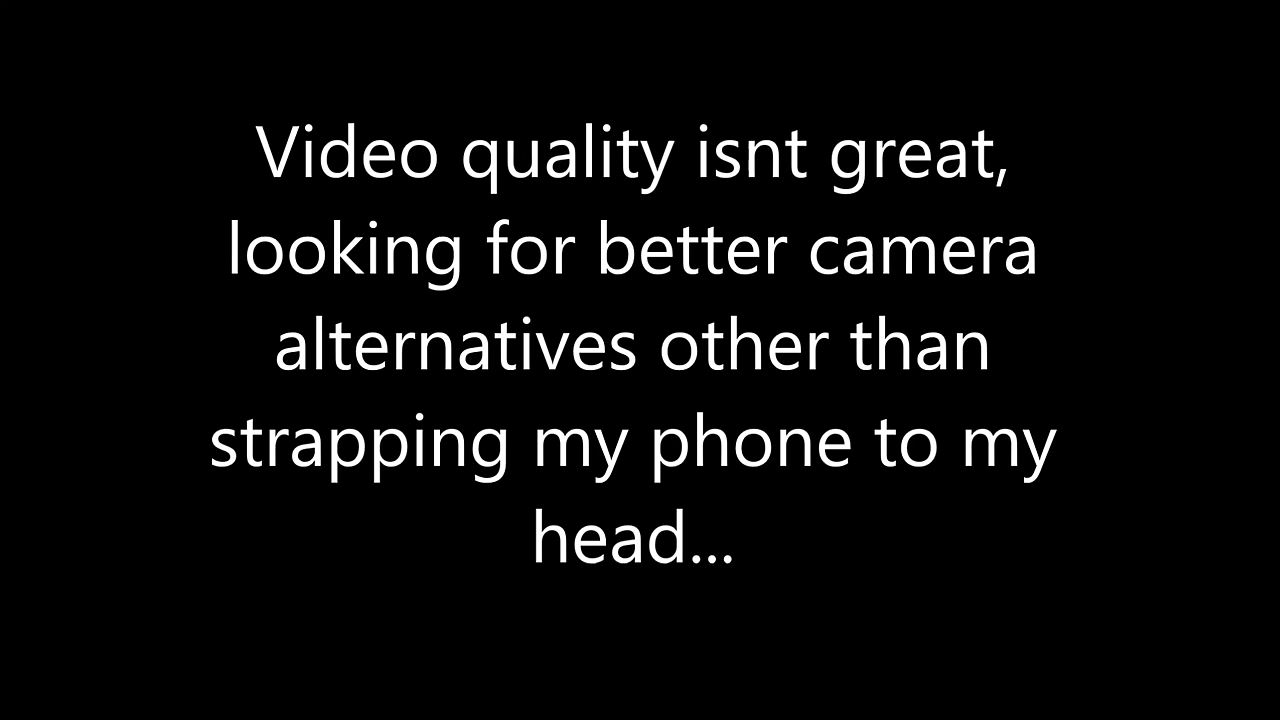 Video quality isnt great,
looking for better camera
alternatives other than
strapping my phone to my
head...